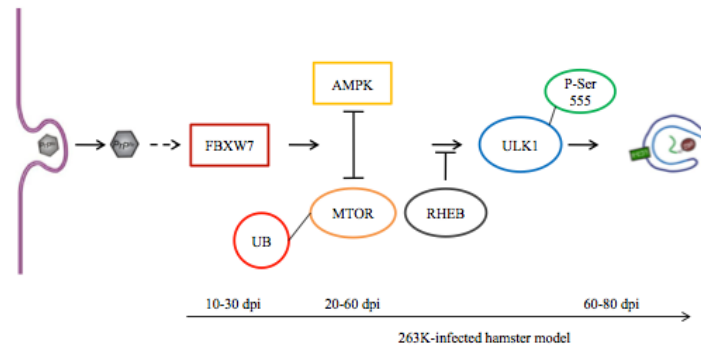 P-Ser
555
AMPK
FBXW7
ULK1
MTOR
RHEB
UB
10-30 dpi
20-60 dpi
60-80 dpi
263K-infected hamster model